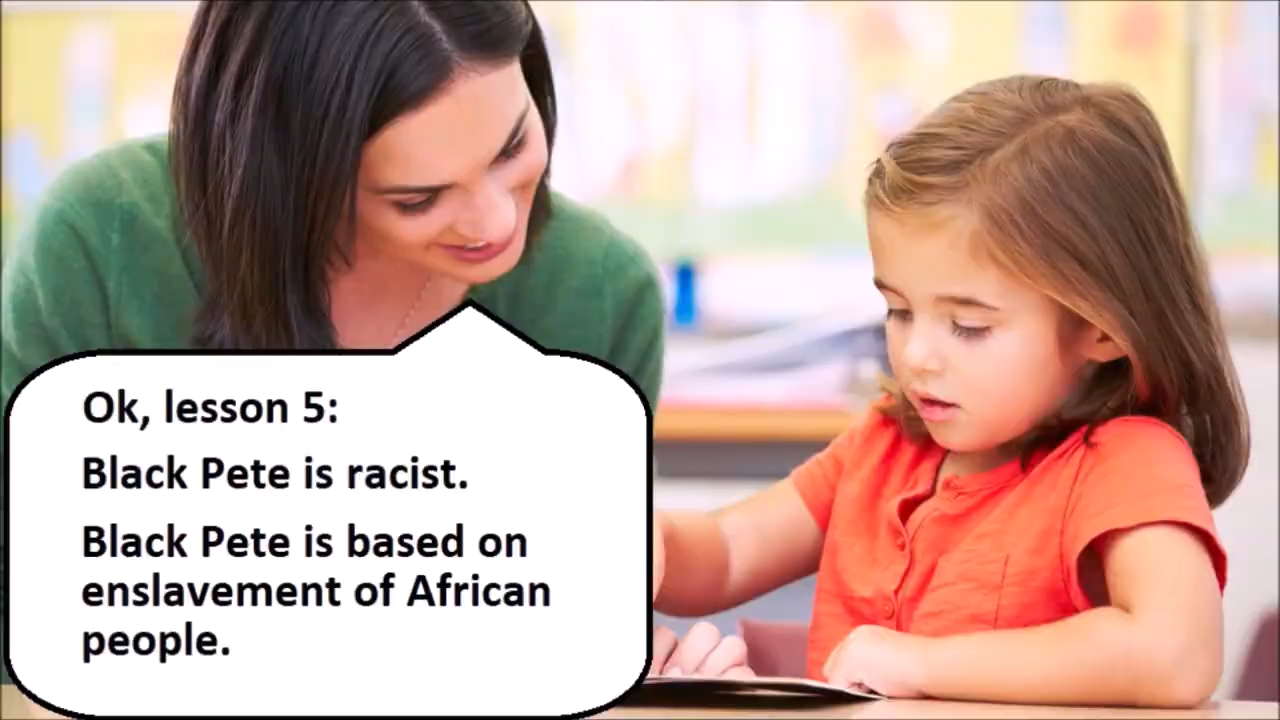 Ok, lesson 5:
Black Pete is racist.
Black Pete is based on
enslavement of African
people.